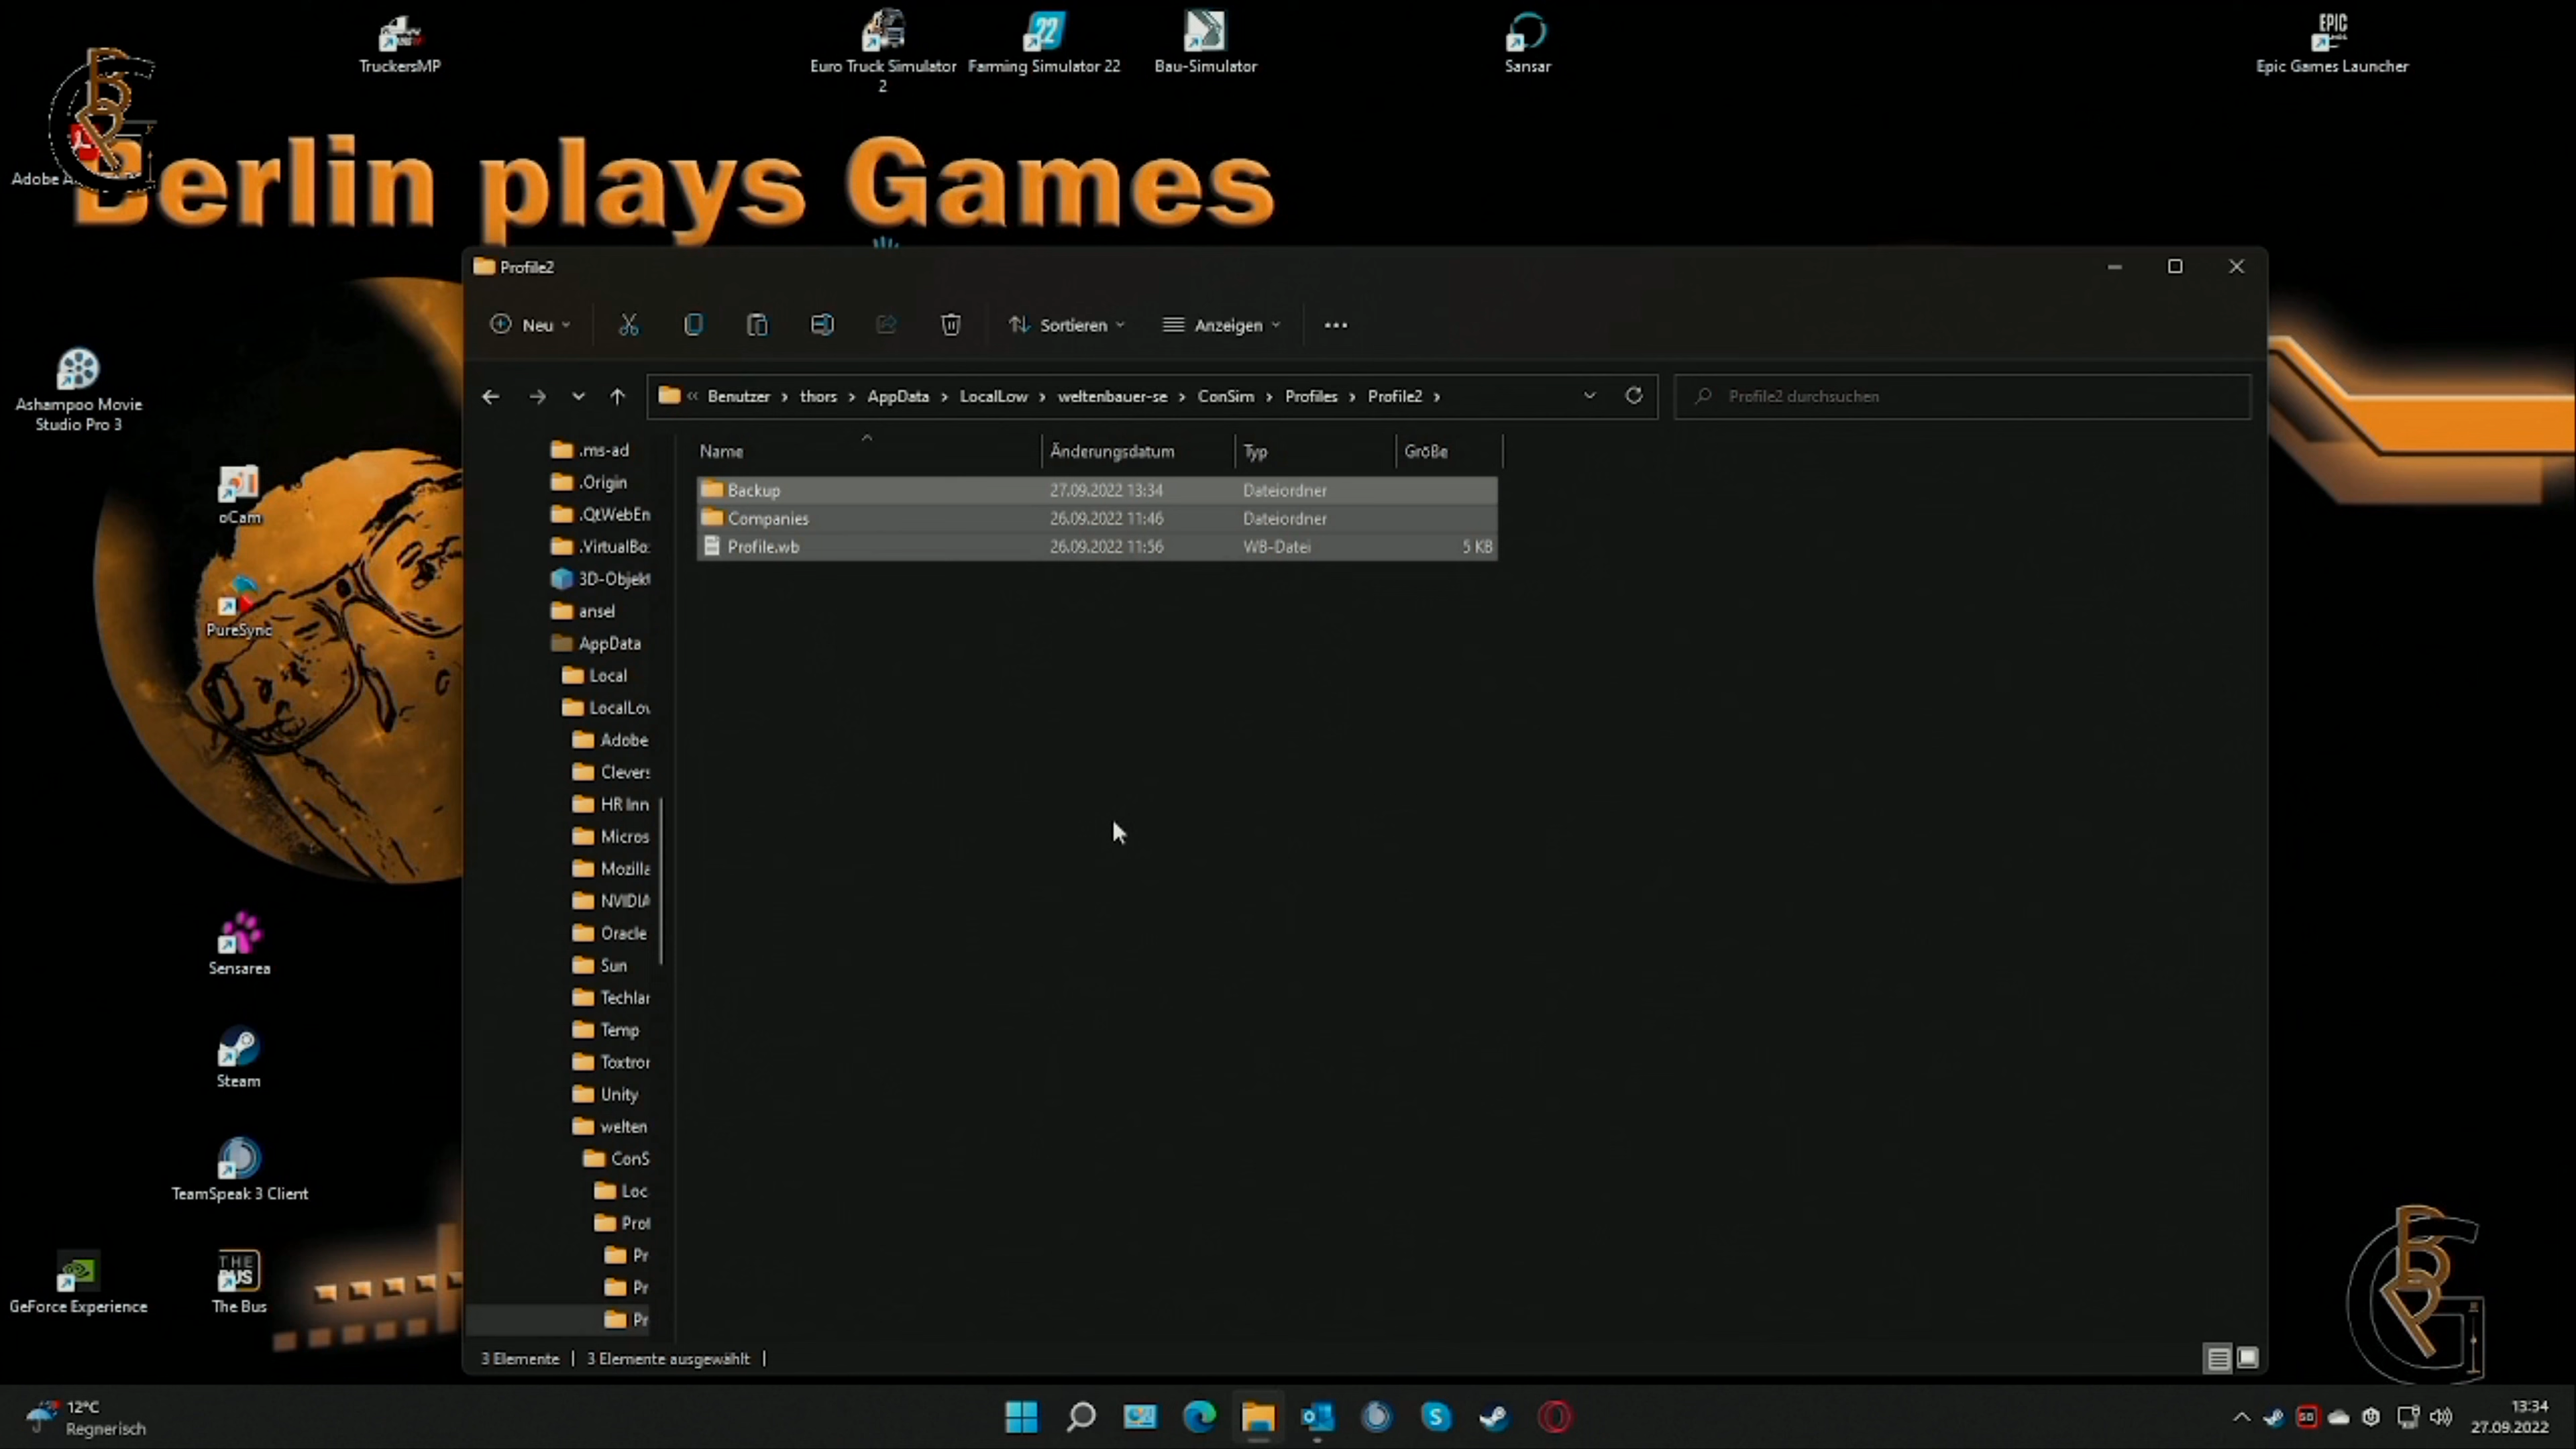 TruckersMP
Euro Truck Simulator
2
Farming Simulator 22
Bau-Simulator
Sansar
Epic Games Launcher
Adobe
Berlin plays Games
Profile2
Neu
Sortieren
Anzeigen
« Benutzer › thors › AppData › LocalLow › weltenbauer-se › ConSim › Profiles › Profile2 ›
Profile2 durchsuchen
Ashampoo Movie
Studio Pro 3
oCam
PureSync
Sensarea
Steam
TeamSpeak 3 Client
GeForce Experience
THE
BUS
The Bus
.ms-ad
.Origin
.QtWebEn
.VirtualBo
3D-Objek
ansel
AppData
Local
LocalLov
Adobe
Clevers
HR Inn
Micros
Mozilla
NVIDIA
Oracle
Sun
Techlar
Temp
Toxtror
Unity
welten
ConS
Loc
Prof
Pr
Pr
Pr
Name Änderungsdatum Typ Größe
Backup 27.09.2022 13:34 Dateiordner
Companies 26.09.2022 11:46 Dateiordner
Profile.wb 26.09.2022 11:56 WB-Datei 5 KB
3 Elemente | 3 Elemente ausgewählt |
12°C
Regnerisch
13:34
27.09.2022